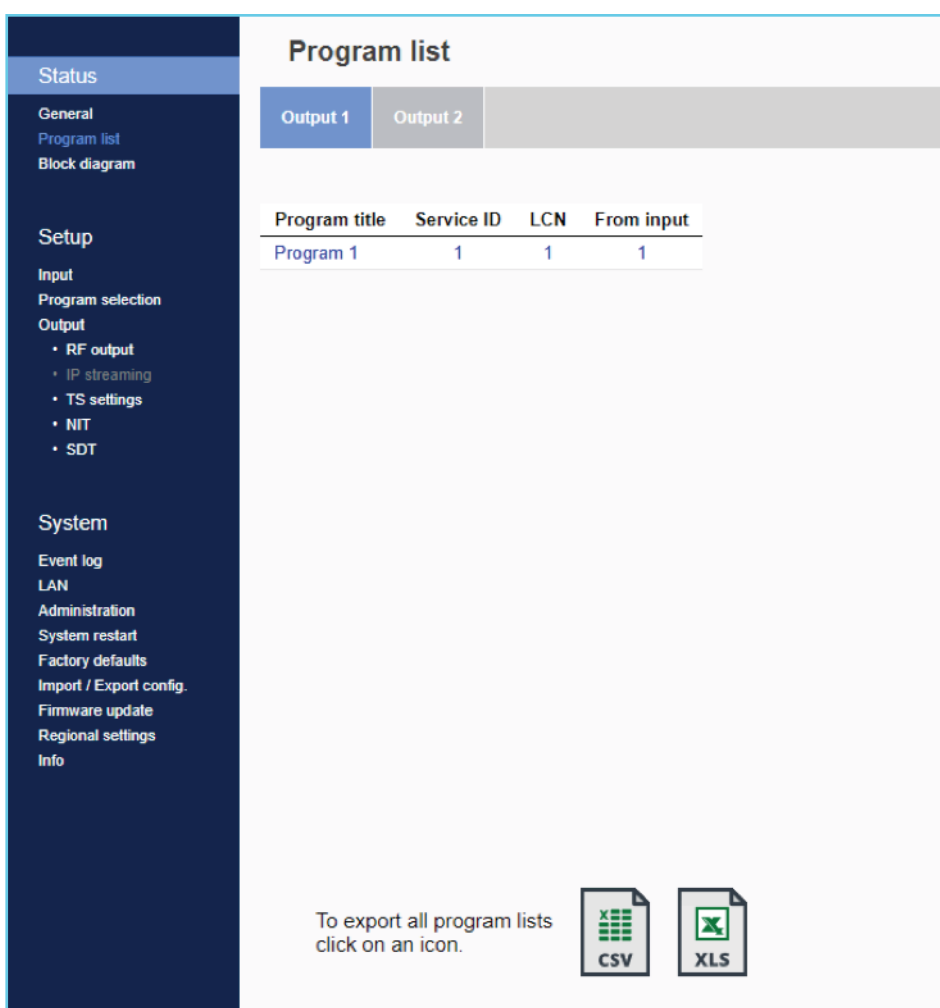 Status
General
Program list
Block diagram
Setup
Input
Program selection
Output
• RF output
• IP streaming
• TS settings
• NIT
• SDT
System
Event log
LAN
Administration
System restart
Factory defaults
Import / Export config.
Firmware update
Regional settings
Info
Program list
Output 1 Output 2
Program title Service ID LCN From input
Program 1 1 1 1
To export all program lists
click on an icon.
CSV
XLS